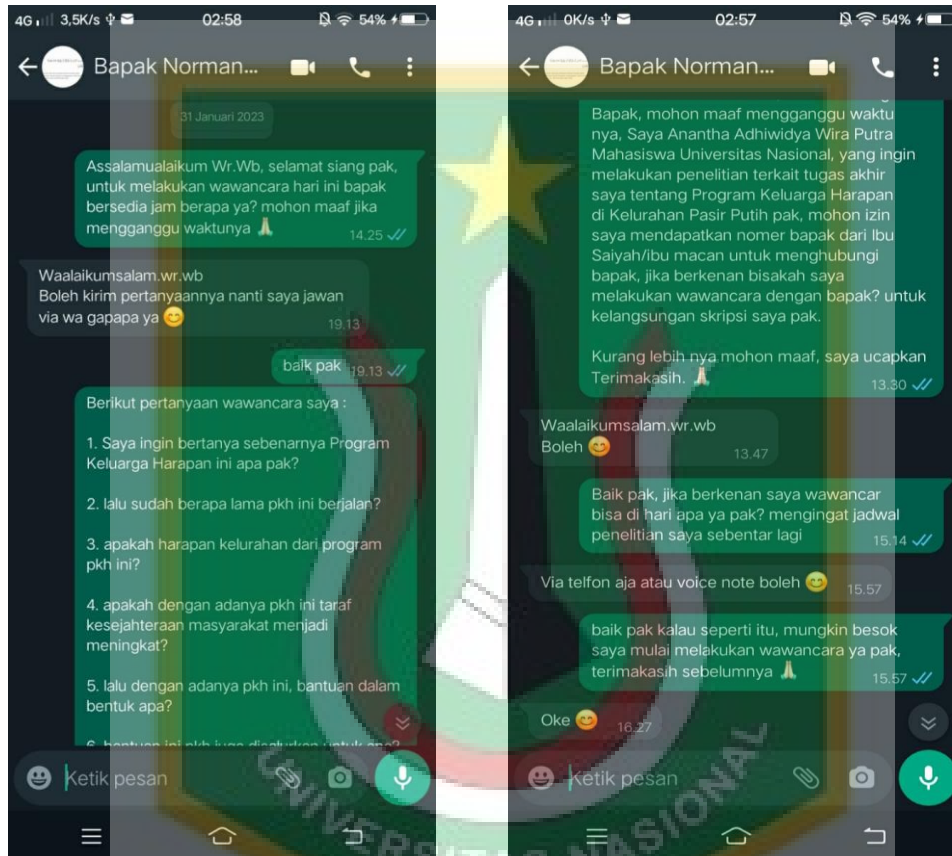 4G 3,5K/s 02:58 54%
Bapak Norman...
31 Januari 2023
Assalamualaikum Wr.Wb, selamat siang pak,
untuk melakukan wawancara hari ini bapak
bersedia jam berapa ya? mohon maaf jika
mengganggu waktunya 🙏🏻
14.25
Waalaikumsalam.wr.wb
Boleh kirim pertanyaannya nanti saya jawan
via wa gapapa ya 😊
19.13
baik pak 19.13
Berikut pertanyaan wawancara saya :
1. Saya ingin bertanya sebenarnya Program
Keluarga Harapan ini apa pak?
2. lalu sudah berapa lama pkh ini berjalan?
3. apakah harapan kelurahan dari program
pkh ini?
4. apakah dengan adanya pkh ini taraf
kesejahteraan masyarakat menjadi
meningkat?
5. lalu dengan adanya pkh ini, bantuan dalam
bentuk apa?
6. bantuan ini pkh juga disalurkan untuk apa?
Ketik pesan
4G 0K/s 02:57 54%
Bapak Norman...
Bapak, mohon maaf mengganggu waktu
nya, Saya Anantha Adhiwidya Wira Putra
Mahasiswa Universitas Nasional, yang ingin
melakukan penelitian terkait tugas akhir
saya tentang Program Keluarga Harapan
di Kelurahan Pasir Putih pak, mohon izin
saya mendapatkan nomer bapak dari Ibu
Saiyah/ibu macan untuk menghubungi
bapak, jika berkenan bisakah saya
melakukan wawancara dengan bapak? untuk
kelangsungan skripsi saya pak.
Kurang lebih nya mohon maaf, saya ucapkan
Terimakasih. 🙏🏻
13.30
Waalaikumsalam.wr.wb
Boleh 😊
13.47
Baik pak, jika berkenan saya wawancar
bisa di hari apa ya pak? mengingat jadwal
penelitian saya sebentar lagi
15.14
Via telfon aja atau voice note boleh 😊 15.57
baik pak kalau seperti itu, mungkin besok
saya mulai melakukan wawancara ya pak,
terimakasih sebelumnya 🙏🏻
15.57
Oke 😊 16.27
Ketik pesan
UNIVERSITAS NASIONAL